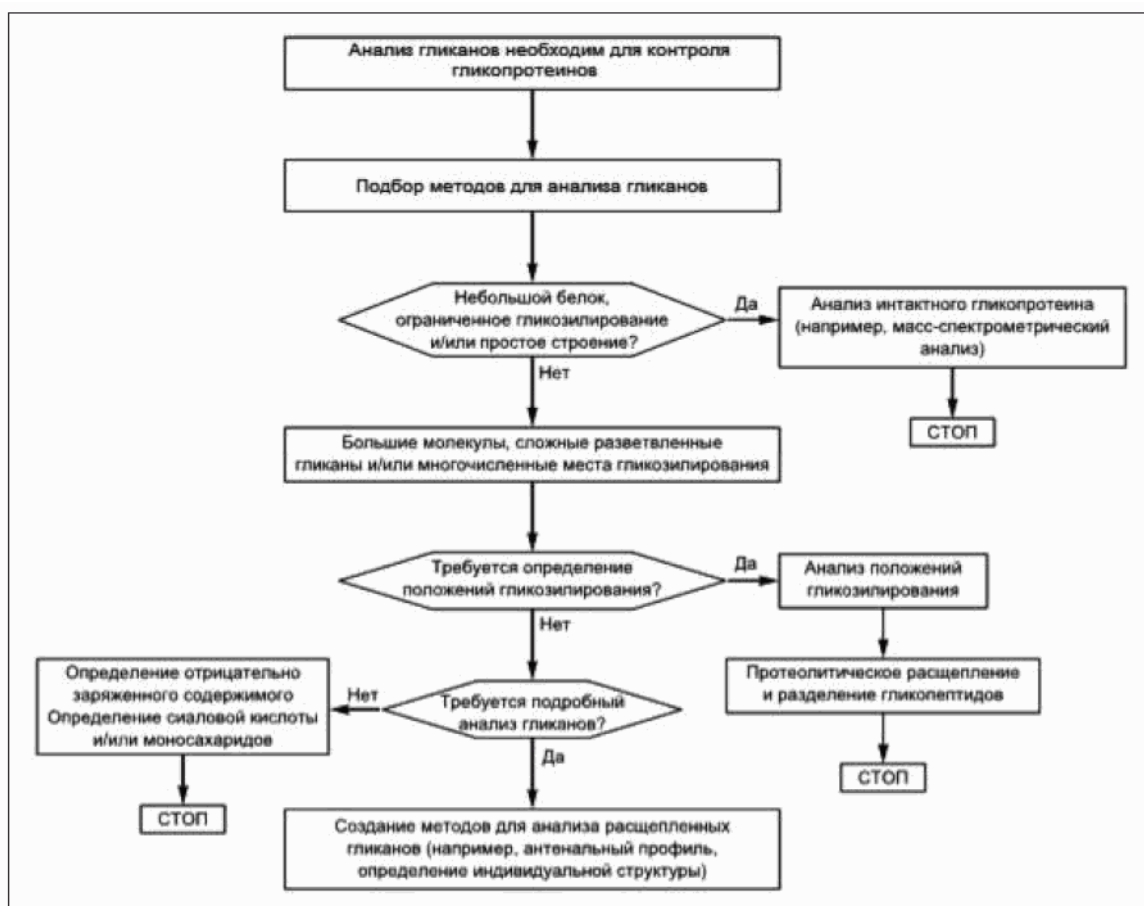 Анализ гликанов необходим для контроля
гликопротеинов
Подбор методов для анализа гликанов
Небольшой белок,
ограниченное гликозилирование
и/или простое строение?
Да
Анализ интактного гликопротеина
(например, масс-спектрометрический
анализ)
СТОП
Нет
Большие молекулы, сложные разветвленные
гликаны и/или многочисленные места гликозилирования
Требуется определение
положений гликозилирования?
Да
Анализ положений
гликозилирования
Протеолитическое расщепление
и разделение гликопептидов
СТОП
Нет
Требуется подробный
анализ гликанов?
Нет
Определение отрицательно
заряженного содержимого
Определение сиаловой кислоты
и/или моносахаридов
СТОП
Да
Создание методов для анализа расщепленных
гликанов (например, антенальный профиль,
определение индивидуальной структуры)